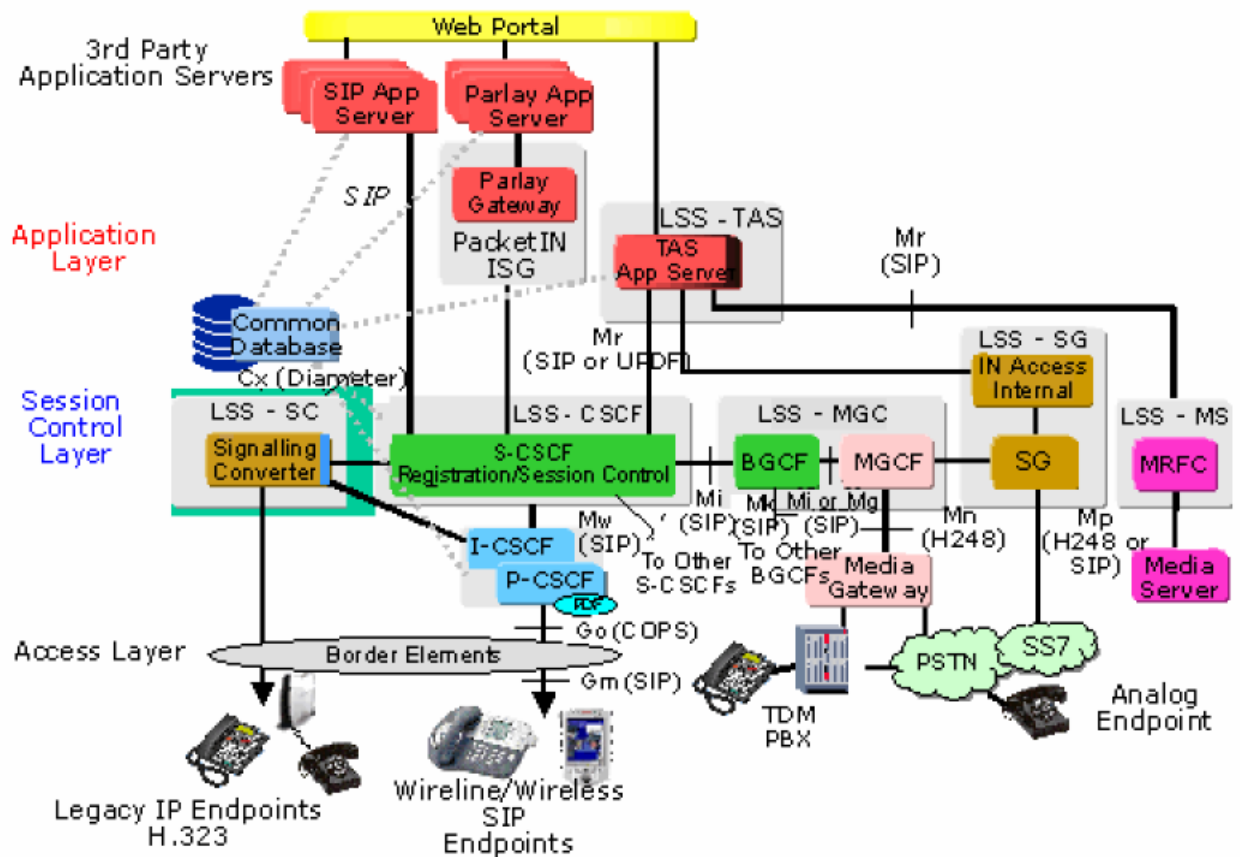 Web Portal
3rd Party
Application Servers
SIP App
Server
Parlay App
Server
SIP
Parlay
Gateway
PacketIN
ISG
Application
Layer
LSS - TAS
TAS
App Server
Mr
(SIP)
Common
Database
Cx (Diameter)
Mr
(SIP or UPDF)
LSS - SG
IN Access
Internal
Session
Control
Layer
LSS - SC
Signalling
Converter
LSS - CSCF
S-CSCF
Registration/Session Control
LSS - MGC
BGCF
MGCF
SG
LSS - MS
MRFC
Mw
(SIP)
Mi
(SIP)
Mk
(SIP)
Mi or Mg
(SIP)
Mn
(H248)
Mp
(H248 or
SIP)
I-CSCF
P-CSCF
PDF
To Other
S-CSCFs
To Other
BGCFs
Media
Gateway
Media
Server
Go (COPS)
Access Layer
Border Elements
Gm (SIP)
PSTN
SS7
TDM
PBX
Analog
Endpoint
Legacy IP Endpoints
H.323
Wireline/Wireless
SIP
Endpoints